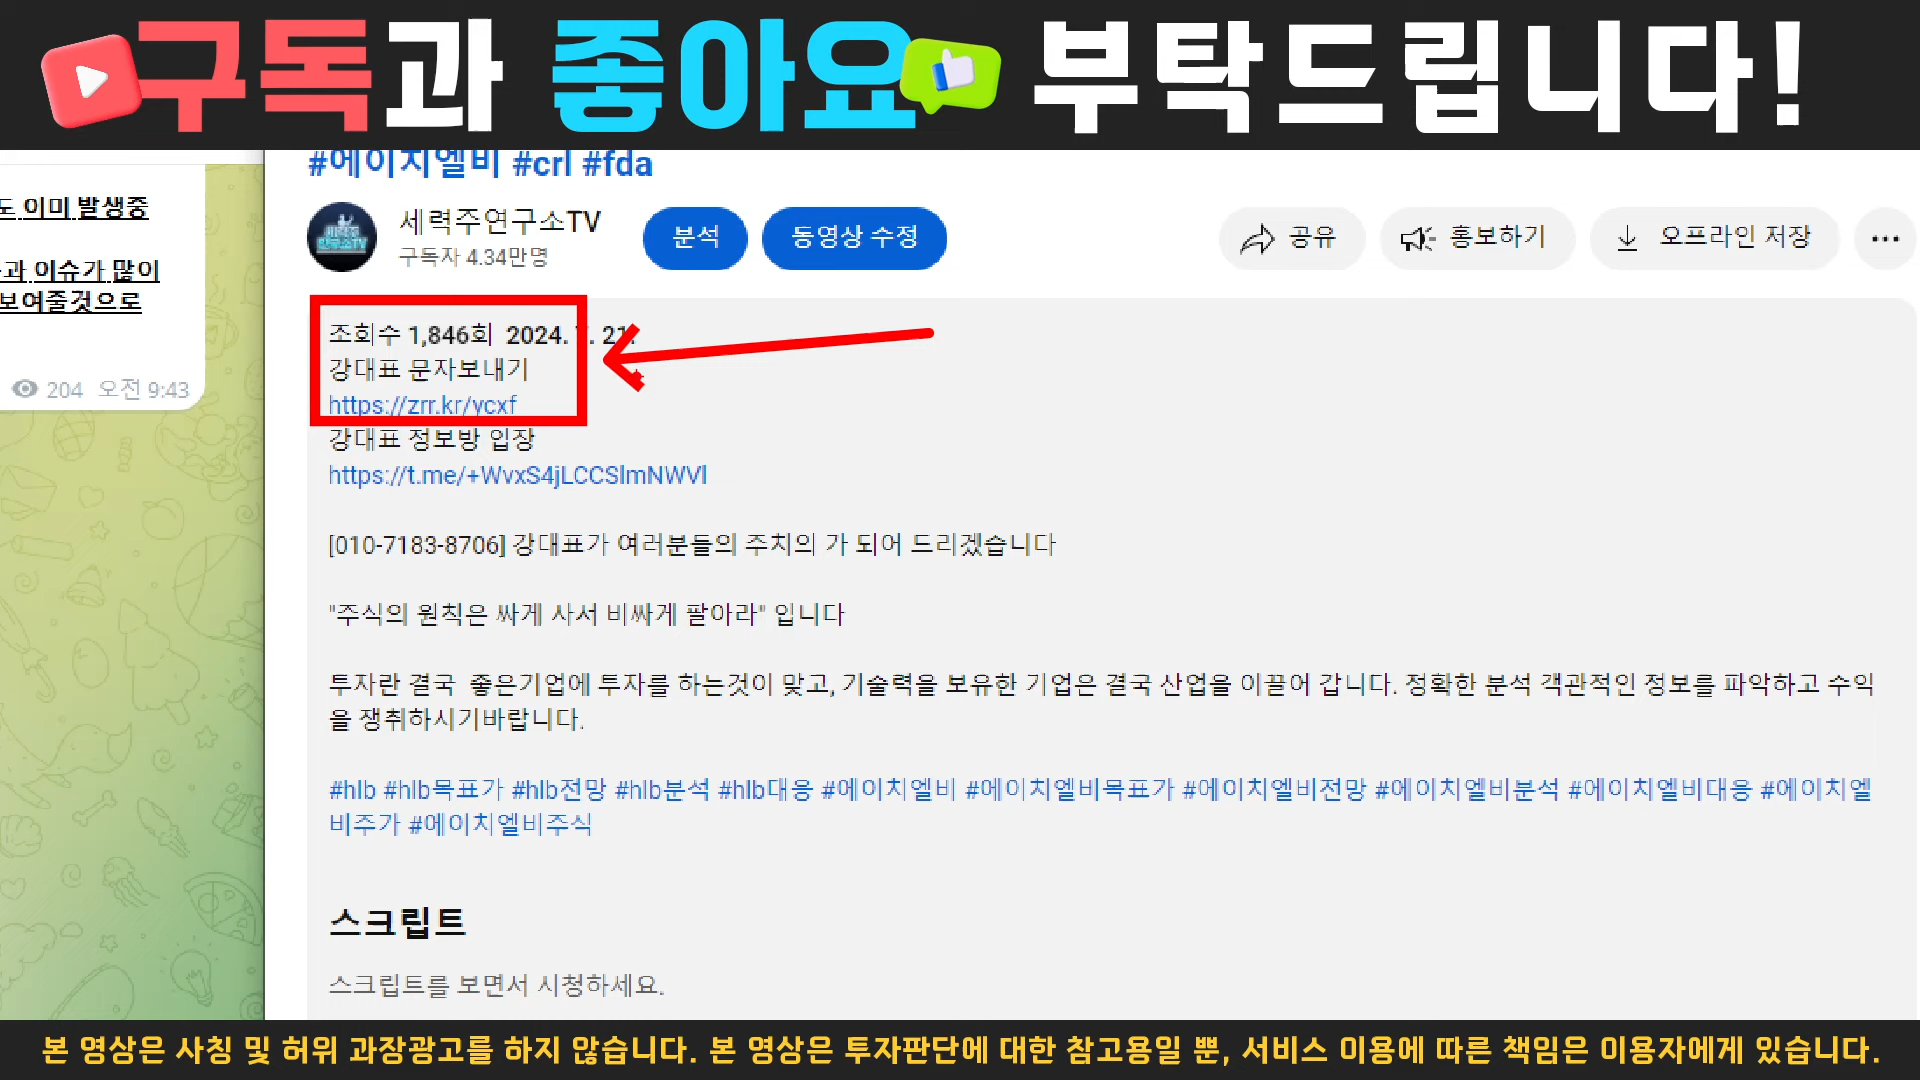 구독과 좋아요 부탁드립니다!
#에이치엘비 #crl #fda
도 이미 발생중
과 이슈가 많이
보여줄것으로
204 오전 9:43
세력주연구소TV
구독자 4.34만명
분석
동영상 수정
공유
홍보하기
오프라인 저장
조회수 1,846회 2024. 7. 21.
강대표 문자보내기
https://zrr.kr/ycxf
강대표 정보방 입장
https://t.me/+WvxS4jLCCSlmNWVl
[010-7183-8706] 강대표가 여러분들의 주치의 가 되어 드리겠습니다
"주식의 원칙은 싸게 사서 비싸게 팔아라" 입니다
투자란 결국 좋은기업에 투자를 하는것이 맞고, 기술력을 보유한 기업은 결국 산업을 이끌어 갑니다. 정확한 분석 객관적인 정보를 파악하고 수익
을 쟁취하시기바랍니다.
#hlb #hlb목표가 #hlb전망 #hlb분석 #hlb대응 #에이치엘비 #에이치엘비목표가 #에이치엘비전망 #에이치엘비분석 #에이치엘비대응 #에이치엘
비주가 #에이치엘비주식
스크립트
스크립트를 보면서 시청하세요.
본 영상은 사칭 및 허위 과장광고를 하지 않습니다. 본 영상은 투자판단에 대한 참고용일 뿐, 서비스 이용에 따른 책임은 이용자에게 있습니다.